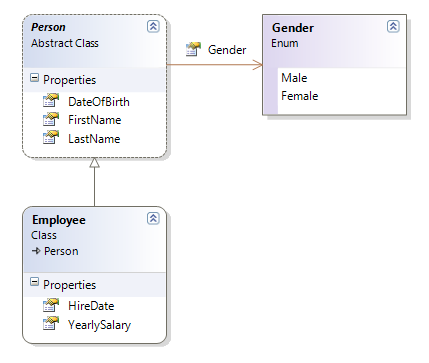 Person
Abstract Class
Properties
DateOfBirth
FirstName
LastName
Gender
Gender
Enum
Male
Female
Employee
Class
Person
Properties
HireDate
YearlySalary